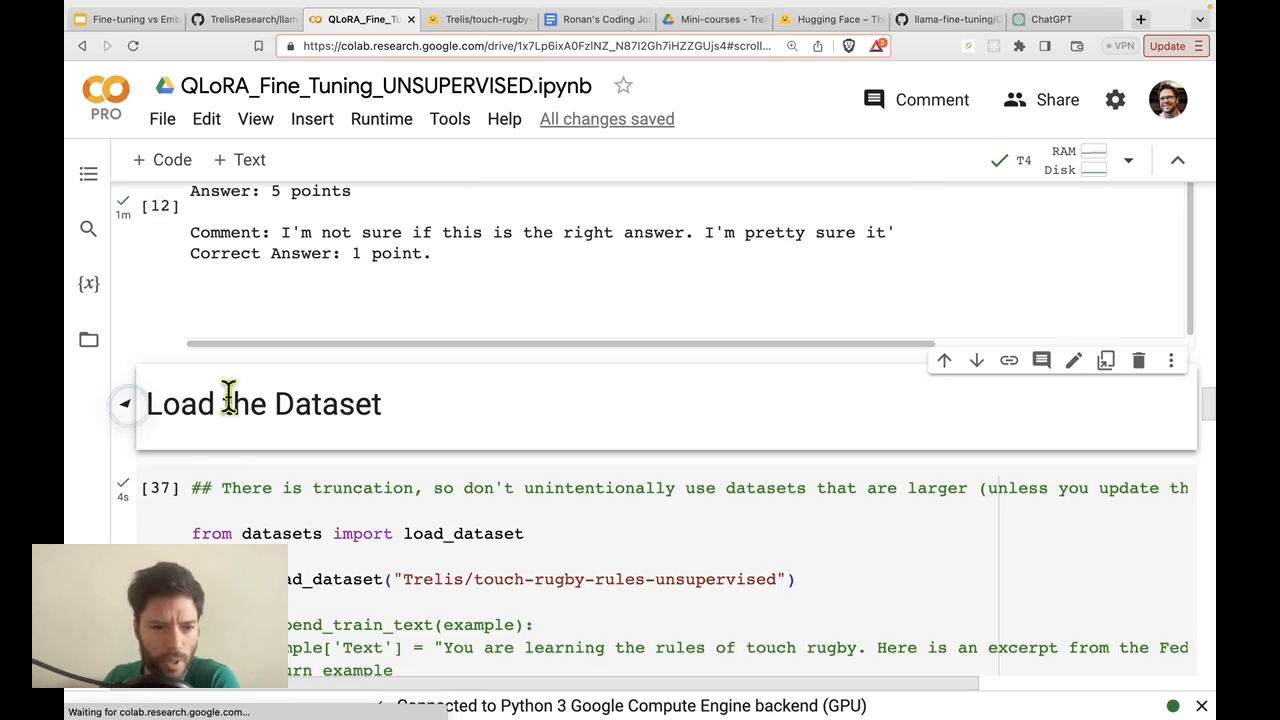 Fine-tuning vs Emb
TrelisResearch/llam
QLoRA_Fine_Tu
Trelis/touch-rugby-
Ronan's Coding Jo
Mini-courses - Trel
Hugging Face – The
llama-fine-tuning/C
ChatGPT
https://colab.research.google.com/drive/1x7Lp6ixA0FzINZ_N87I2Gh7iHZZGUjs4#scroll...
VPN
Update
CO
PRO
QLoRA_Fine_Tuning_UNSUPERVISED.ipynb
Comment
Share
File Edit View Insert Runtime Tools Help All changes saved
+ Code + Text
T4
RAM
Disk
Answer: 5 points
1m
[12]
Comment: I'm not sure if this is the right answer. I'm pretty sure it'
Correct Answer: 1 point.
{x}
Load the Dataset
4s
[37] ## There is truncation, so don't unintentionally use datasets that are larger (unless you update th
from datasets import load_dataset
ad_dataset("Trelis/touch-rugby-rules-unsupervised")
pend_train_text(example):
mple['Text'] = "You are learning the rules of touch rugby. Here is an excerpt from the Fed
urn example
Connected to Python 3 Google Compute Engine backend (GPU)
Waiting for colab.research.google.com...